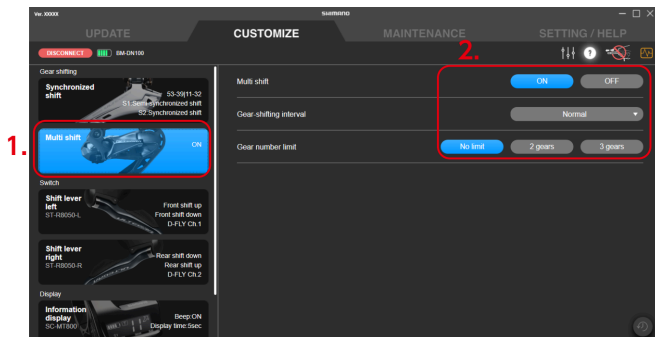 Ver. XXXXX
SHIMANO
UPDATE
CUSTOMIZE
MAINTENANCE
SETTING / HELP
DISCONNECT
BM-DN100
2.
Gear shifting
Synchronized
shift
53-39|11-32
S1:Semi-synchronized shift
S2:Synchronized shift
1.
Multi shift
ON
Switch
Shift lever
left
ST-R8050-L
Front shift up
Front shift down
D-FLY Ch.1
Shift lever
right
ST-R8050-R
Rear shift down
Rear shift up
D-FLY Ch.2
Display
Information
display
SC-MT800
Beep:ON
Display time:5sec
Multi shift
ON
OFF
Gear-shifting interval
Normal
Gear number limit
No limit
2 gears
3 gears